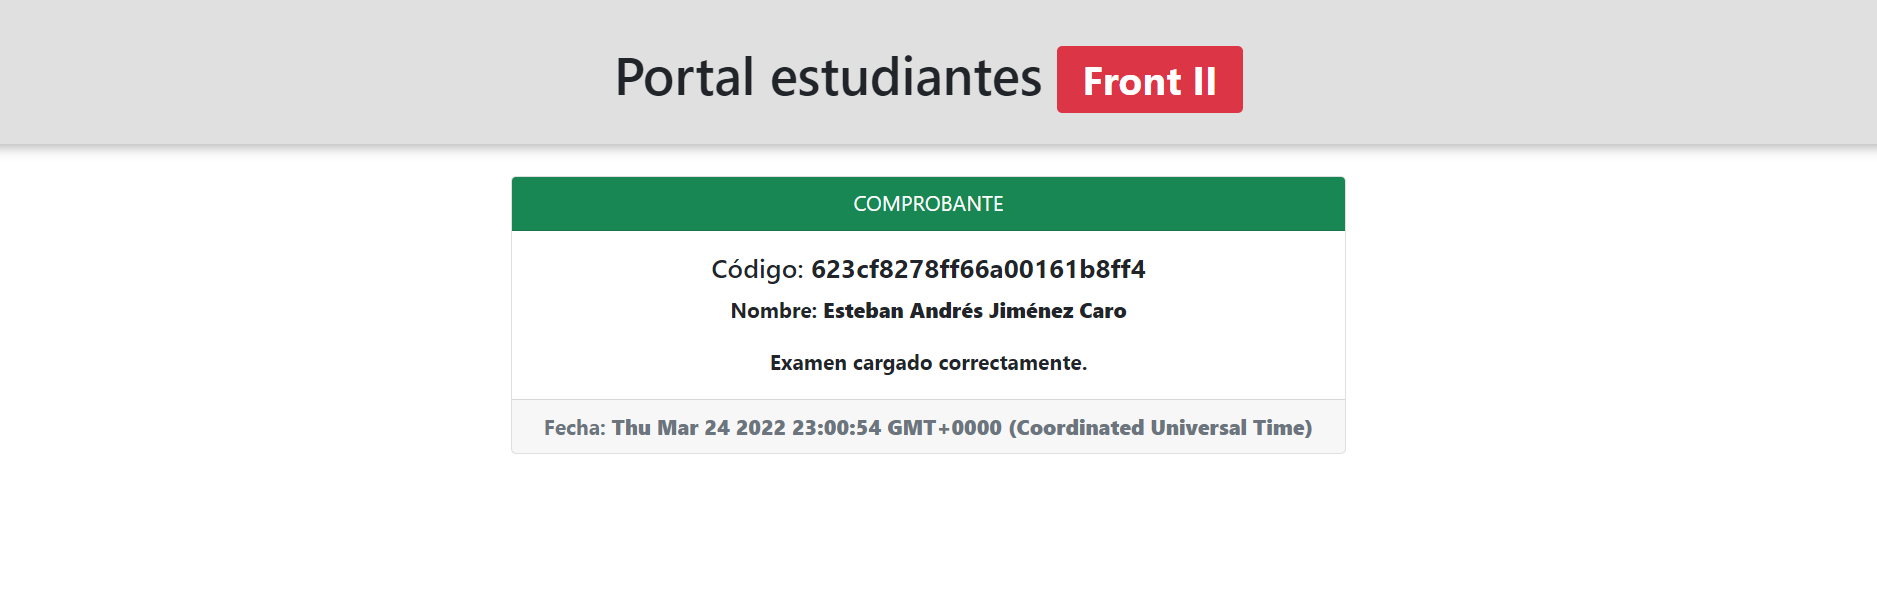 Portal estudiantes Front II
COMPROBANTE
Código: 623cf8278ff66a00161b8ff4
Nombre: Esteban Andrés Jiménez Caro
Examen cargado correctamente.
Fecha: Thu Mar 24 2022 23:00:54 GMT+0000 (Coordinated Universal Time)